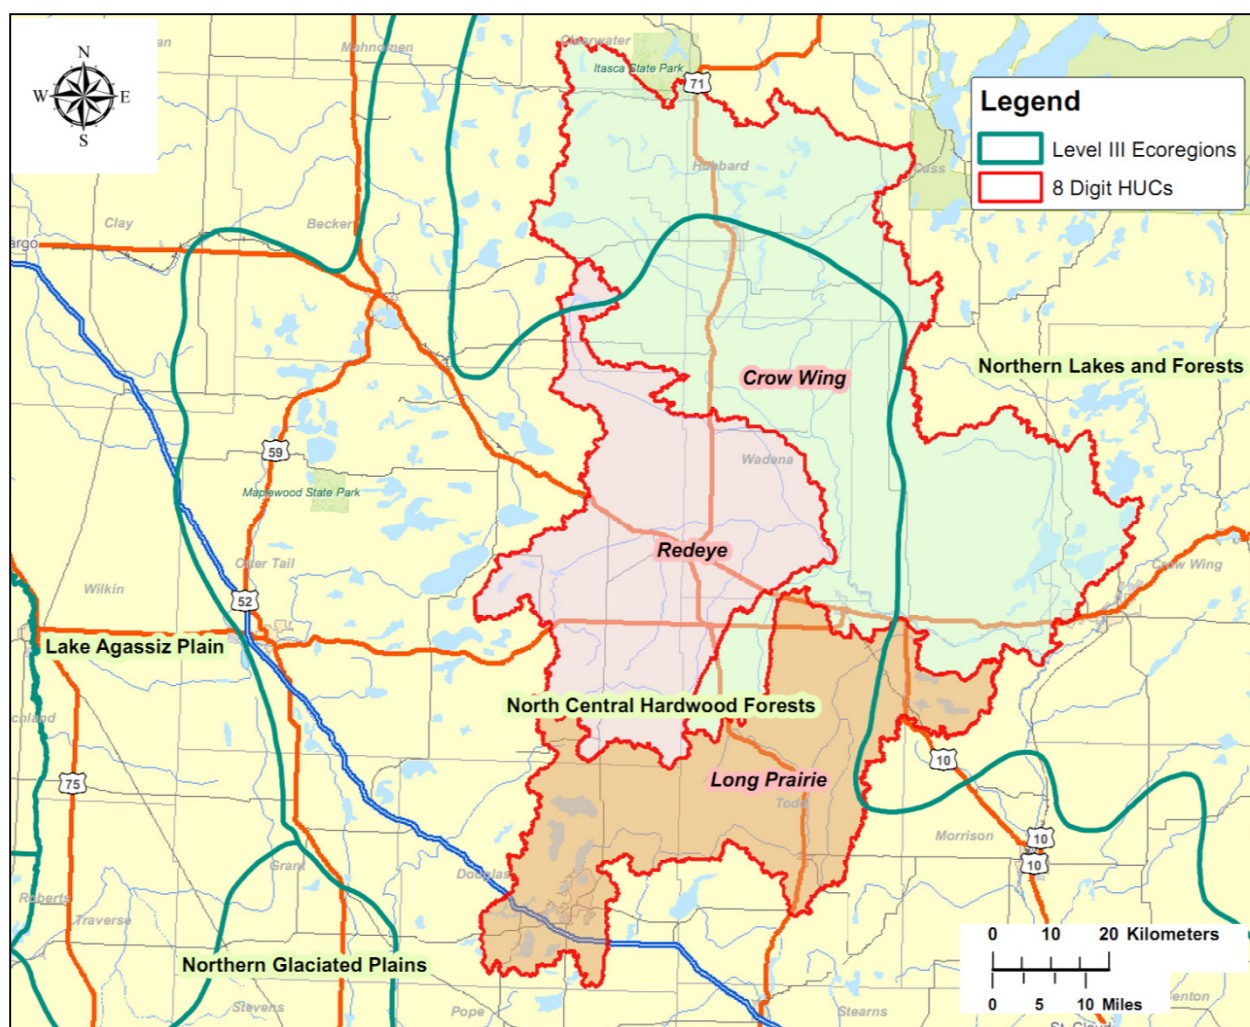 Clearwater
Mahnomen
Itasca State Park
N
W
E
S
71
Legend
Level III Ecoregions
8 Digit HUCs
Hubbard
Cass
Clay
Becker
argo
Northern Lakes and Forests
Crow Wing
59
Wadena
Maplewood State Park
Redeye
Otter Tail
Crow Wing
Wilkin
52
Lake Agassiz Plain
North Central Hardwood Forests
10
75
Long Prairie
Todd
Morrison
10
10
Grant
Douglas
Roberts
Traverse
0 10 20 Kilometers
Northern Glaciated Plains
0 5 10 Miles
Stevens
Pope
Stearns
St. Cloud